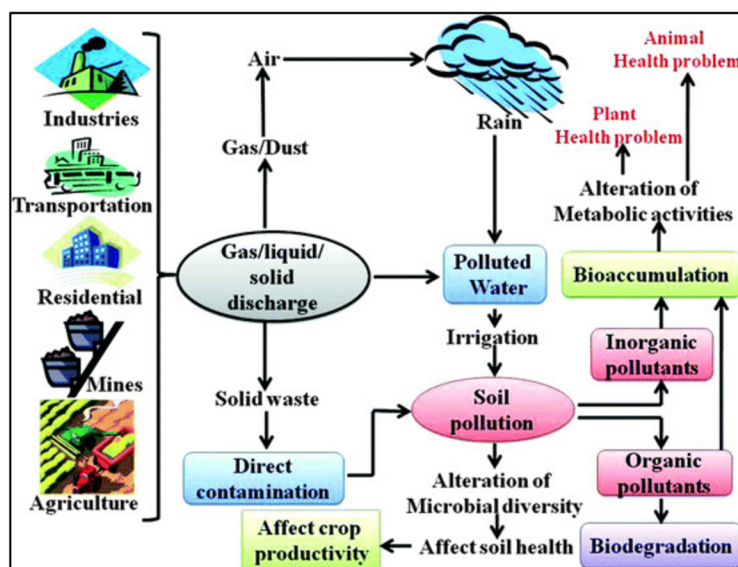 Industries
Transportation
Residential
Mines
Agriculture
Air
Gas/Dust
Gas/liquid/
solid
discharge
Solid waste
Direct
contamination
Rain
Polluted
Water
Irrigation
Soil
pollution
Alteration of
Microbial diversity
Affect soil health
Affect crop
productivity
Animal
Health problem
Plant
Health problem
Alteration of
Metabolic activities
Bioaccumulation
Inorganic
pollutants
Organic
pollutants
Biodegradation